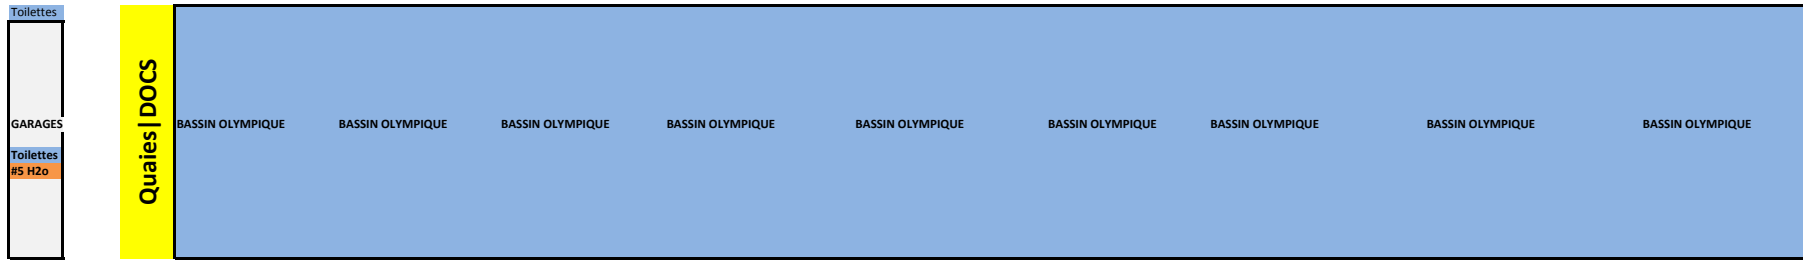 Toilettes
GARAGES
Toilettes
#5 H2o
Quaies|DOCS
BASSIN OLYMPIQUE BASSIN OLYMPIQUE BASSIN OLYMPIQUE BASSIN OLYMPIQUE BASSIN OLYMPIQUE BASSIN OLYMPIQUE BASSIN OLYMPIQUE BASSIN OLYMPIQUE BASSIN OLYMPIQUE